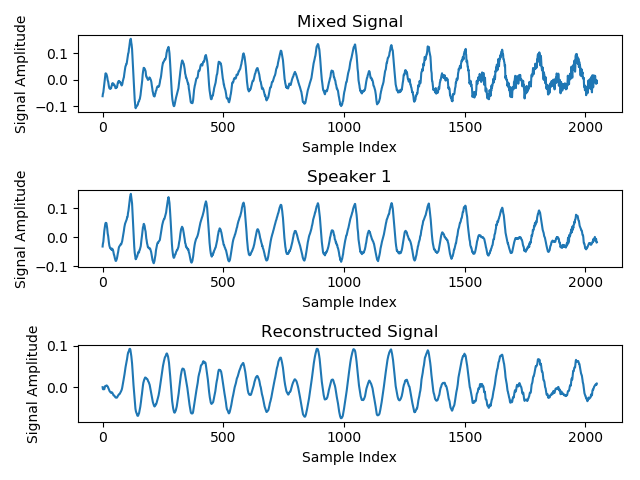 Mixed Signal
Signal Amplitude
0.1
0.0
−0.1
0 500 1000 1500 2000
Sample Index
Speaker 1
Signal Amplitude
0.1
0.0
−0.1
0 500 1000 1500 2000
Sample Index
Reconstructed Signal
Signal Amplitude
0.1
0.0
0 500 1000 1500 2000
Sample Index